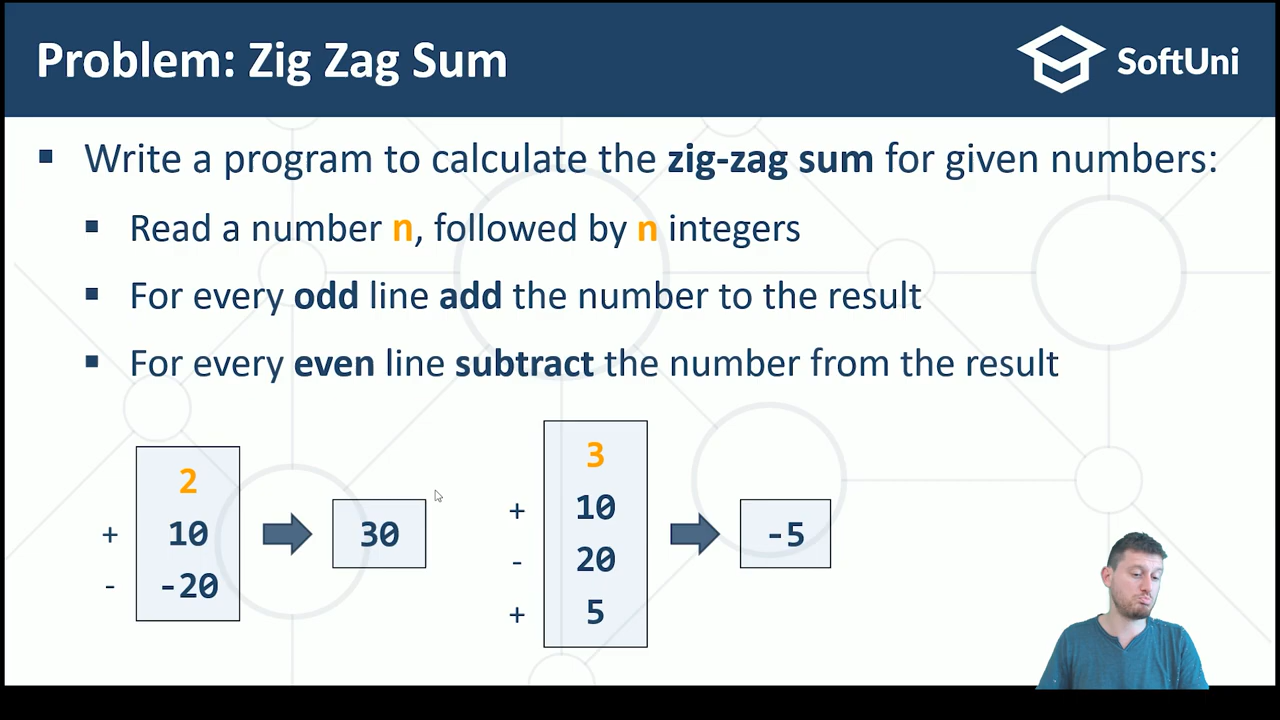 Problem: Zig Zag Sum
SoftUni
▪ Write a program to calculate the zig-zag sum for given numbers:
▪ Read a number n, followed by n integers
▪ For every odd line add the number to the result
▪ For every even line subtract the number from the result
2
+ 10
- -20
30
3
+ 10
- 20
+ 5
-5